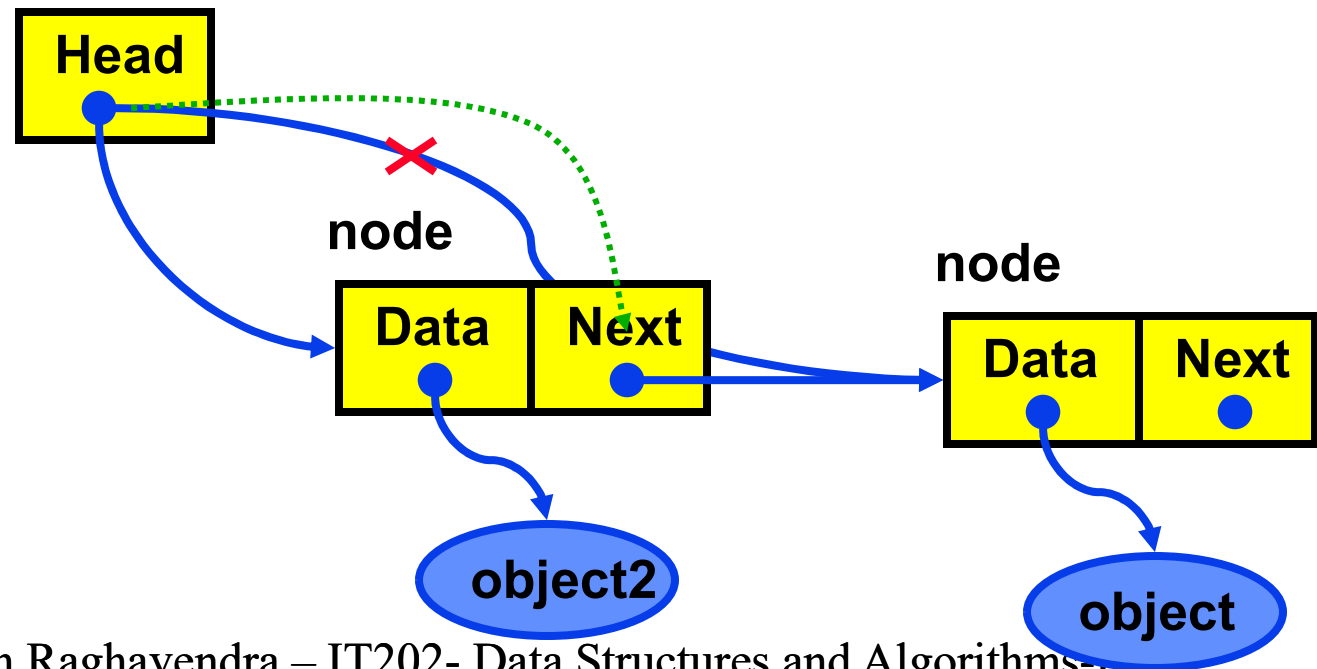 Head
node
node
Data
Next
Data
Next
object2
object
Raghavendra – IT202- Data Structures and Algorithms-